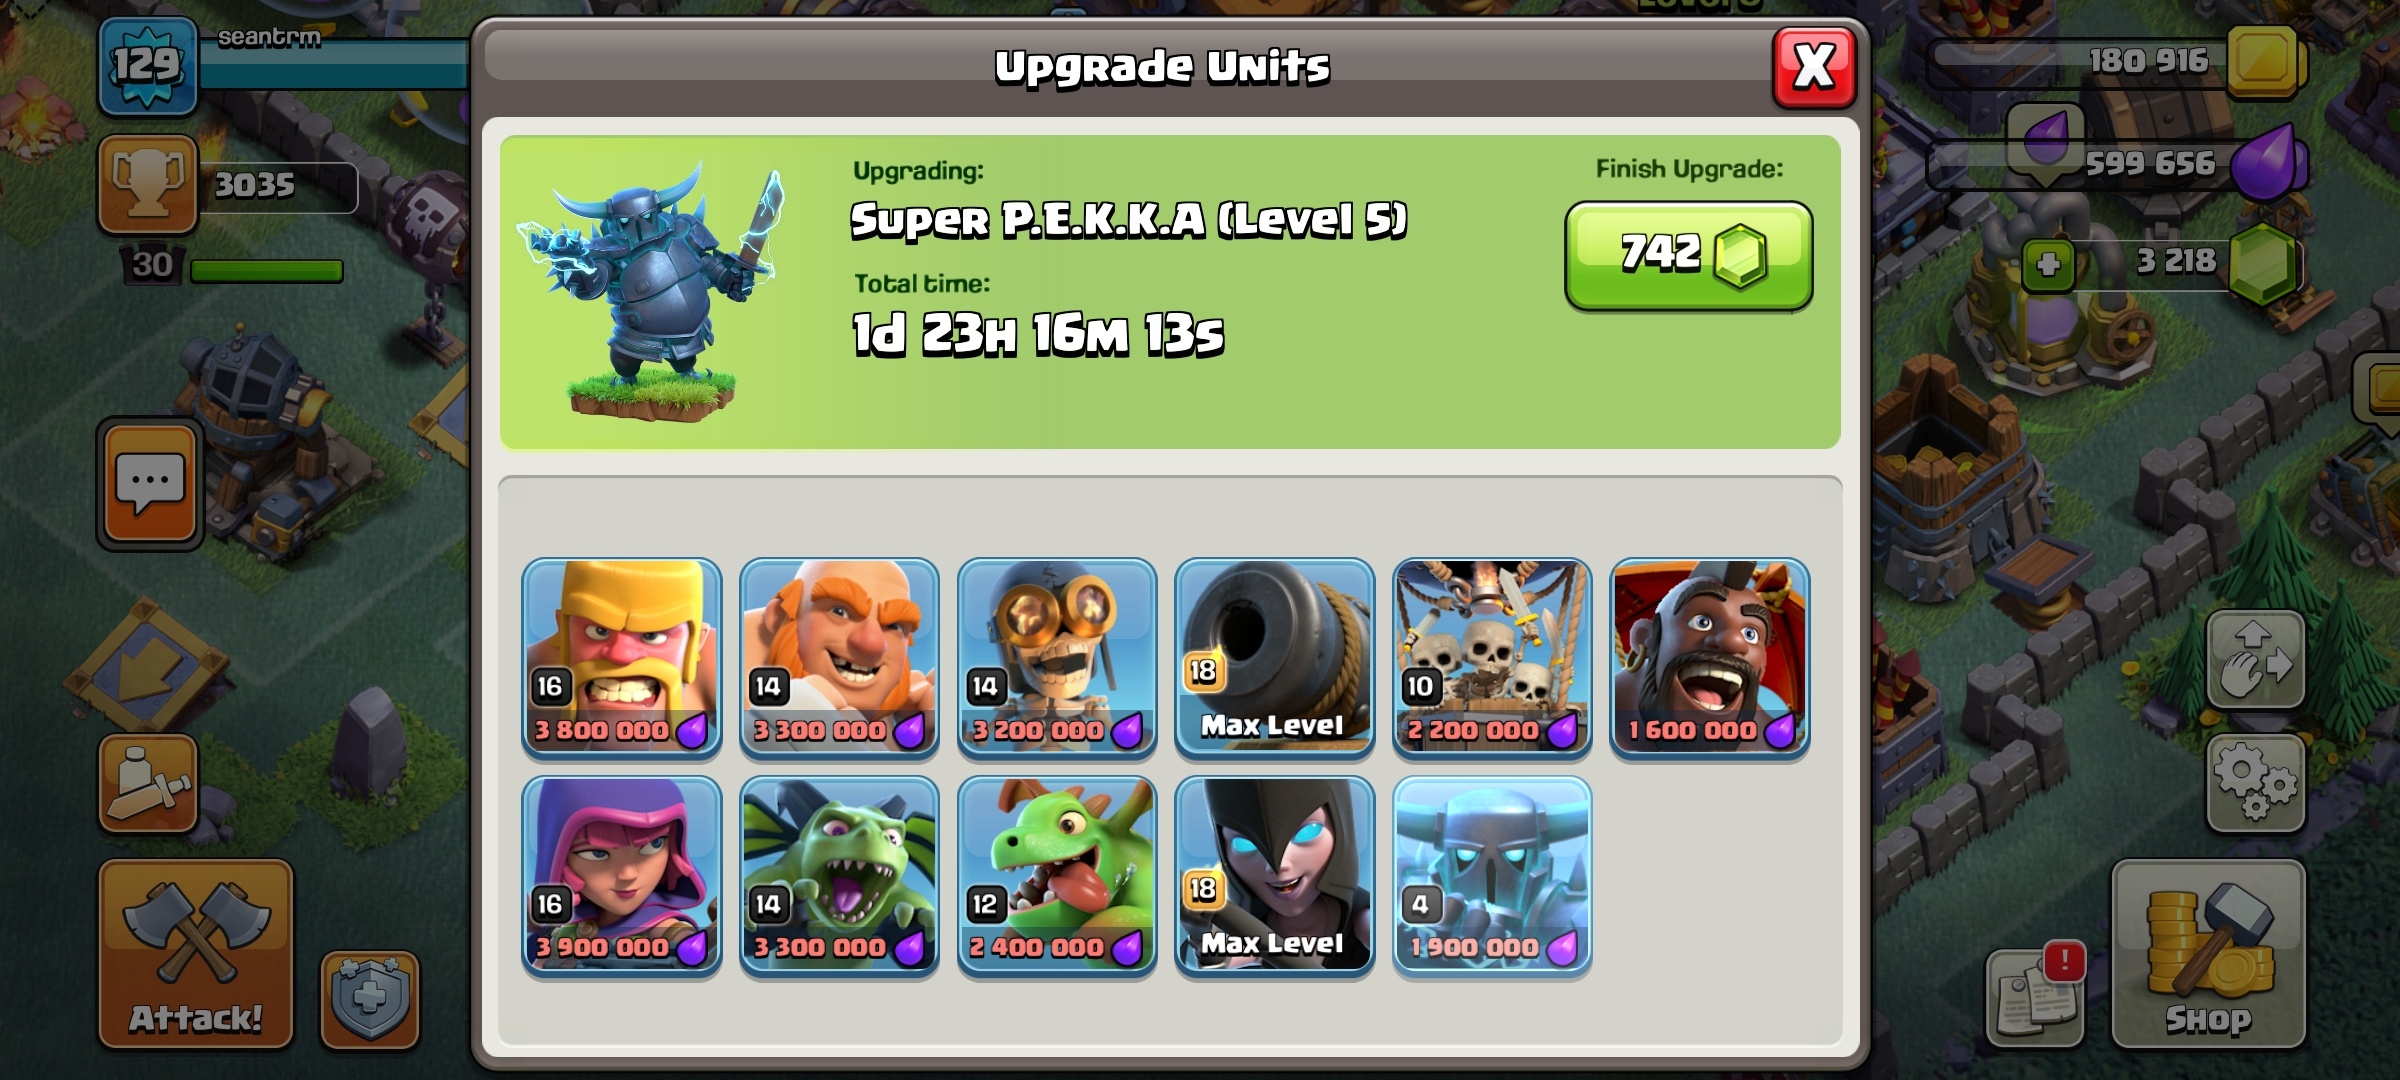 seantrm
129
3035
30
Upgrade Units
X
180 916
599 656
3 218
Upgrading:
Super P.E.K.K.A (Level 5)
Total time:
1d 23H 16M 13s
Finish Upgrade:
742
16
3 800 000
14
3 300 000
14
3 200 000
18
Max Level
10
2 200 000
1 600 000
16
3 900 000
14
3 300 000
12
2 400 000
18
Max Level
4
1 900 000
Attack!
!
Shop